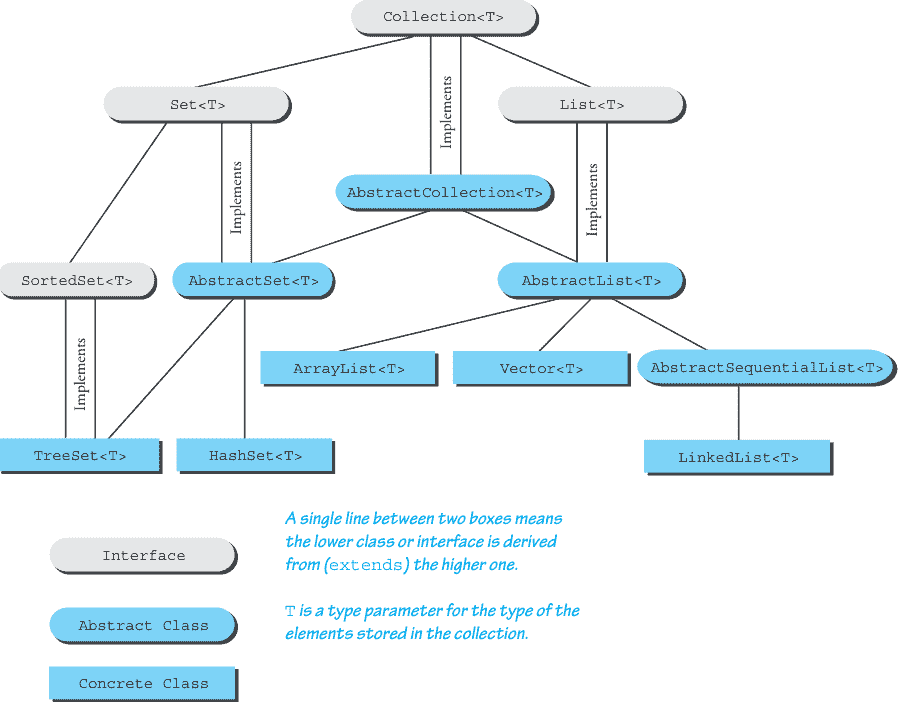 Collection<T>
Set<T>
Implements
List<T>
Implements
AbstractCollection<T>
Implements
SortedSet<T>
AbstractSet<T>
AbstractList<T>
Implements
ArrayList<T>
Vector<T>
AbstractSequentialList<T>
TreeSet<T>
HashSet<T>
LinkedList<T>
A single line between two boxes means
the lower class or interface is derived
from (extends) the higher one.
T is a type parameter for the type of the
elements stored in the collection.
Interface
Abstract Class
Concrete Class